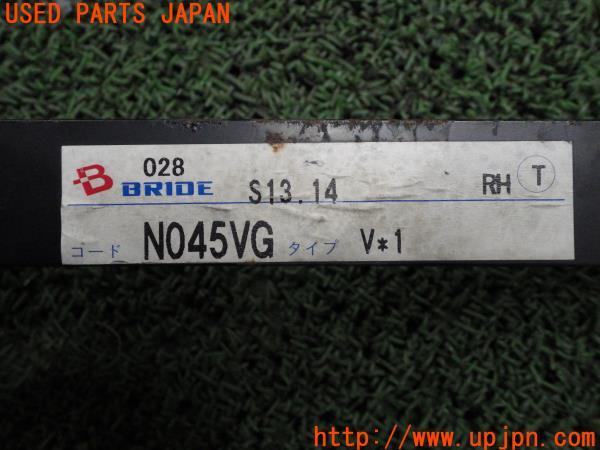 USED PARTS JAPAN
028
BRIDE
S13.14
RH T
コード N045VG タイプ V*1
UPJ
http://www.upjpn.com/